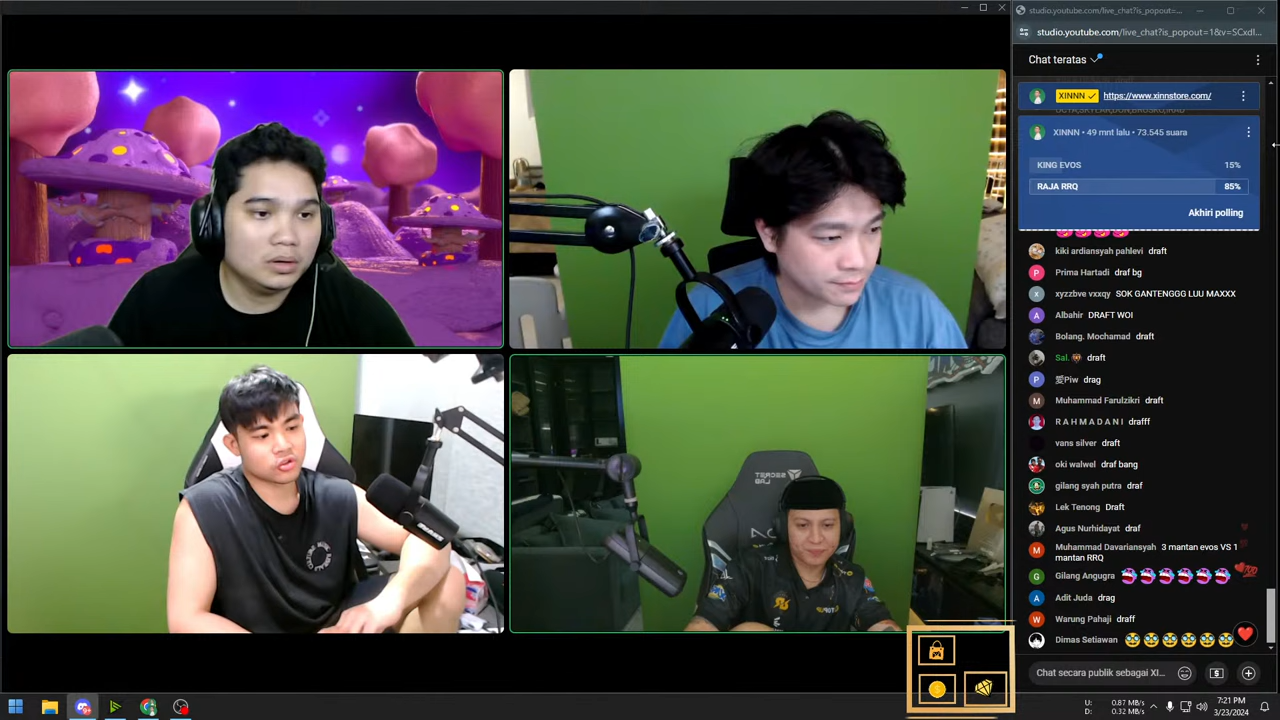 studio.youtube.com/live_chat?is_popout=...
studio.youtube.com/live_chat?is_popout=1&v=SCxdI...
Chat teratas
XINNN
https://www.xinnstore.com/
XINNN • 49 mnt lalu • 73.545 suara
KING EVOS 15%
RAJA RRQ 85%
Akhiri polling
kiki ardiansyah pahlevi draft
Prima Hartadi draf bg
xyzzbve vxxqy SOK GANTENGGG LUU MAXXX
Albahir DRAFT WOI
Bolang. Mochamad draft
Sal. draft
愛Piw drag
Muhammad Farulzikri draft
R A H M A D A N I drafff
vans silver draft
oki walwel draf bang
gilang syah putra draf
Lek Tenong Draft
Agus Nurhidayat draf
Muhammad Davariansyah 3 mantan evos VS 1
mantan RRQ
Gilang Angugra
Adit Juda drag
Warung Pahaji draff
Dimas Setiawan
Chat secara publik sebagai XI...
SECRET
LAB
U: 0.87 MB/s
D: 0.32 MB/s
7:21 PM
3/23/2024